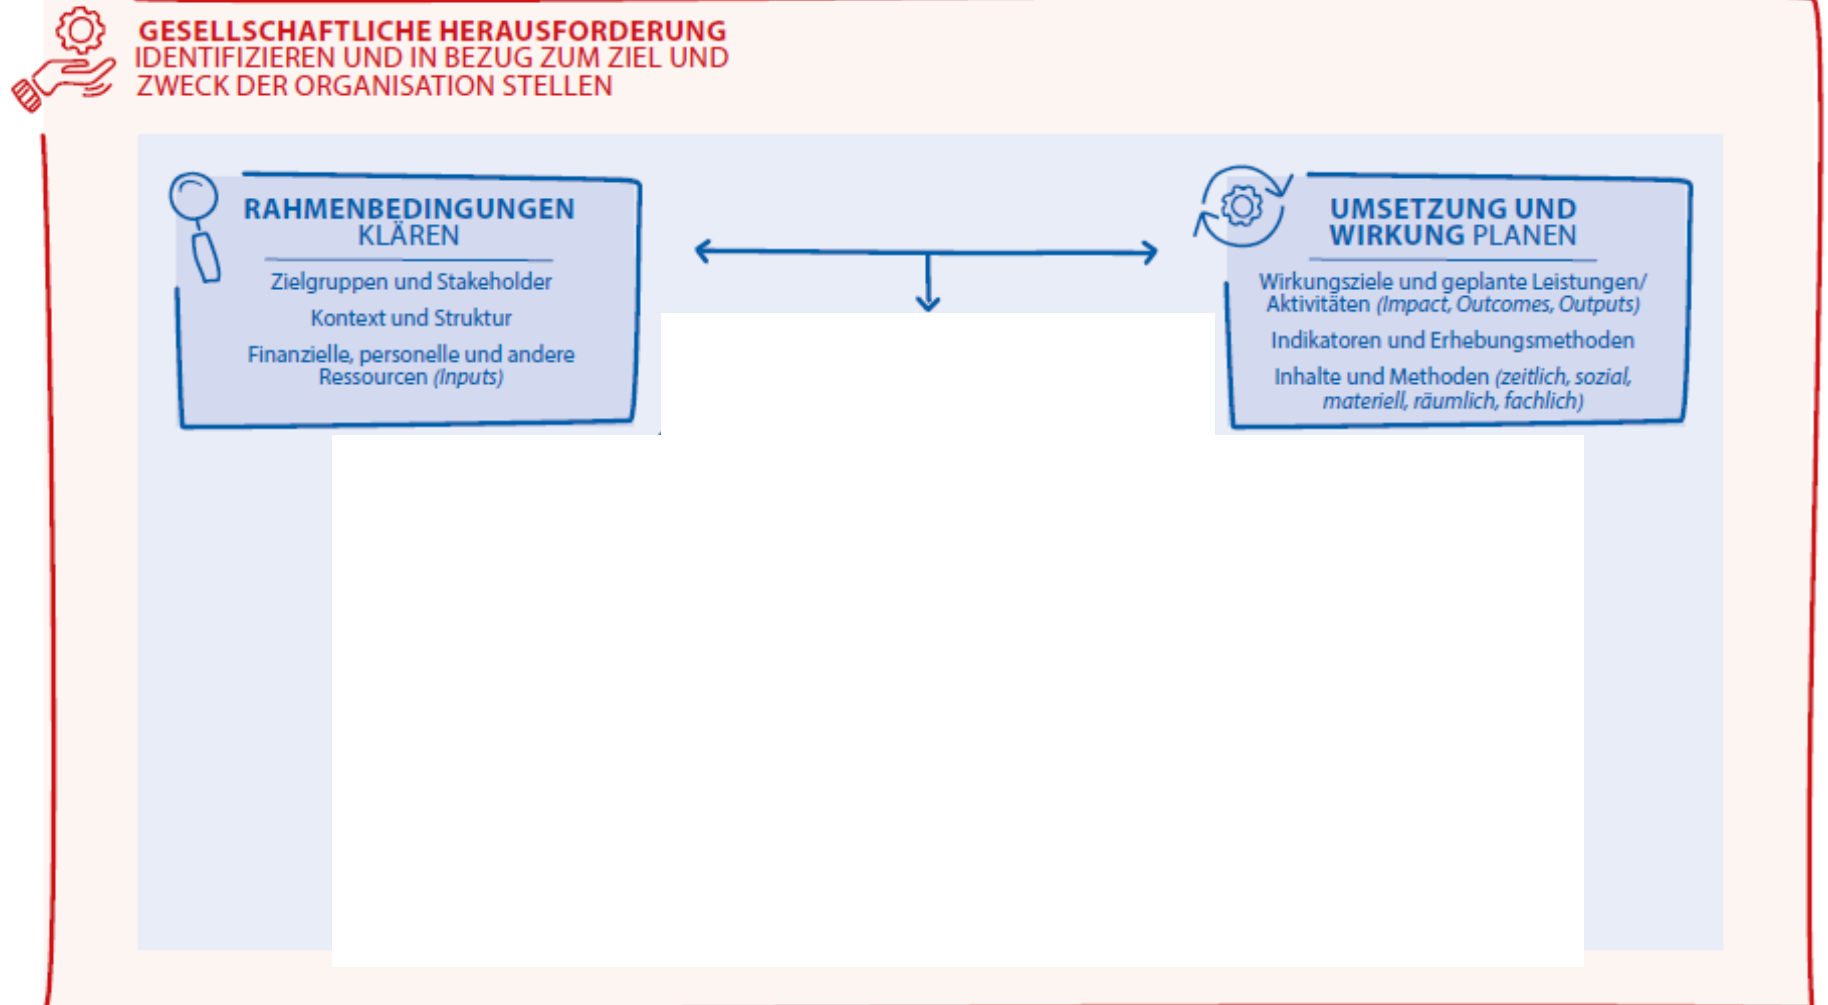 GESELLSCHAFTLICHE HERAUSFORDERUNG
IDENTIFIZIEREN UND IN BEZUG ZUM ZIEL UND
ZWECK DER ORGANISATION STELLEN
RAHMENBEDINGUNGEN
KLÄREN
Zielgruppen und Stakeholder
Kontext und Struktur
Finanzielle, personelle und andere
Ressourcen (Inputs)
UMSETZUNG UND
WIRKUNG PLANEN
Wirkungsziele und geplante Leistungen/
Aktivitäten (Impact, Outcomes, Outputs)
Indikatoren und Erhebungsmethoden
Inhalte und Methoden (zeitlich, sozial,
materiell, räumlich, fachlich)